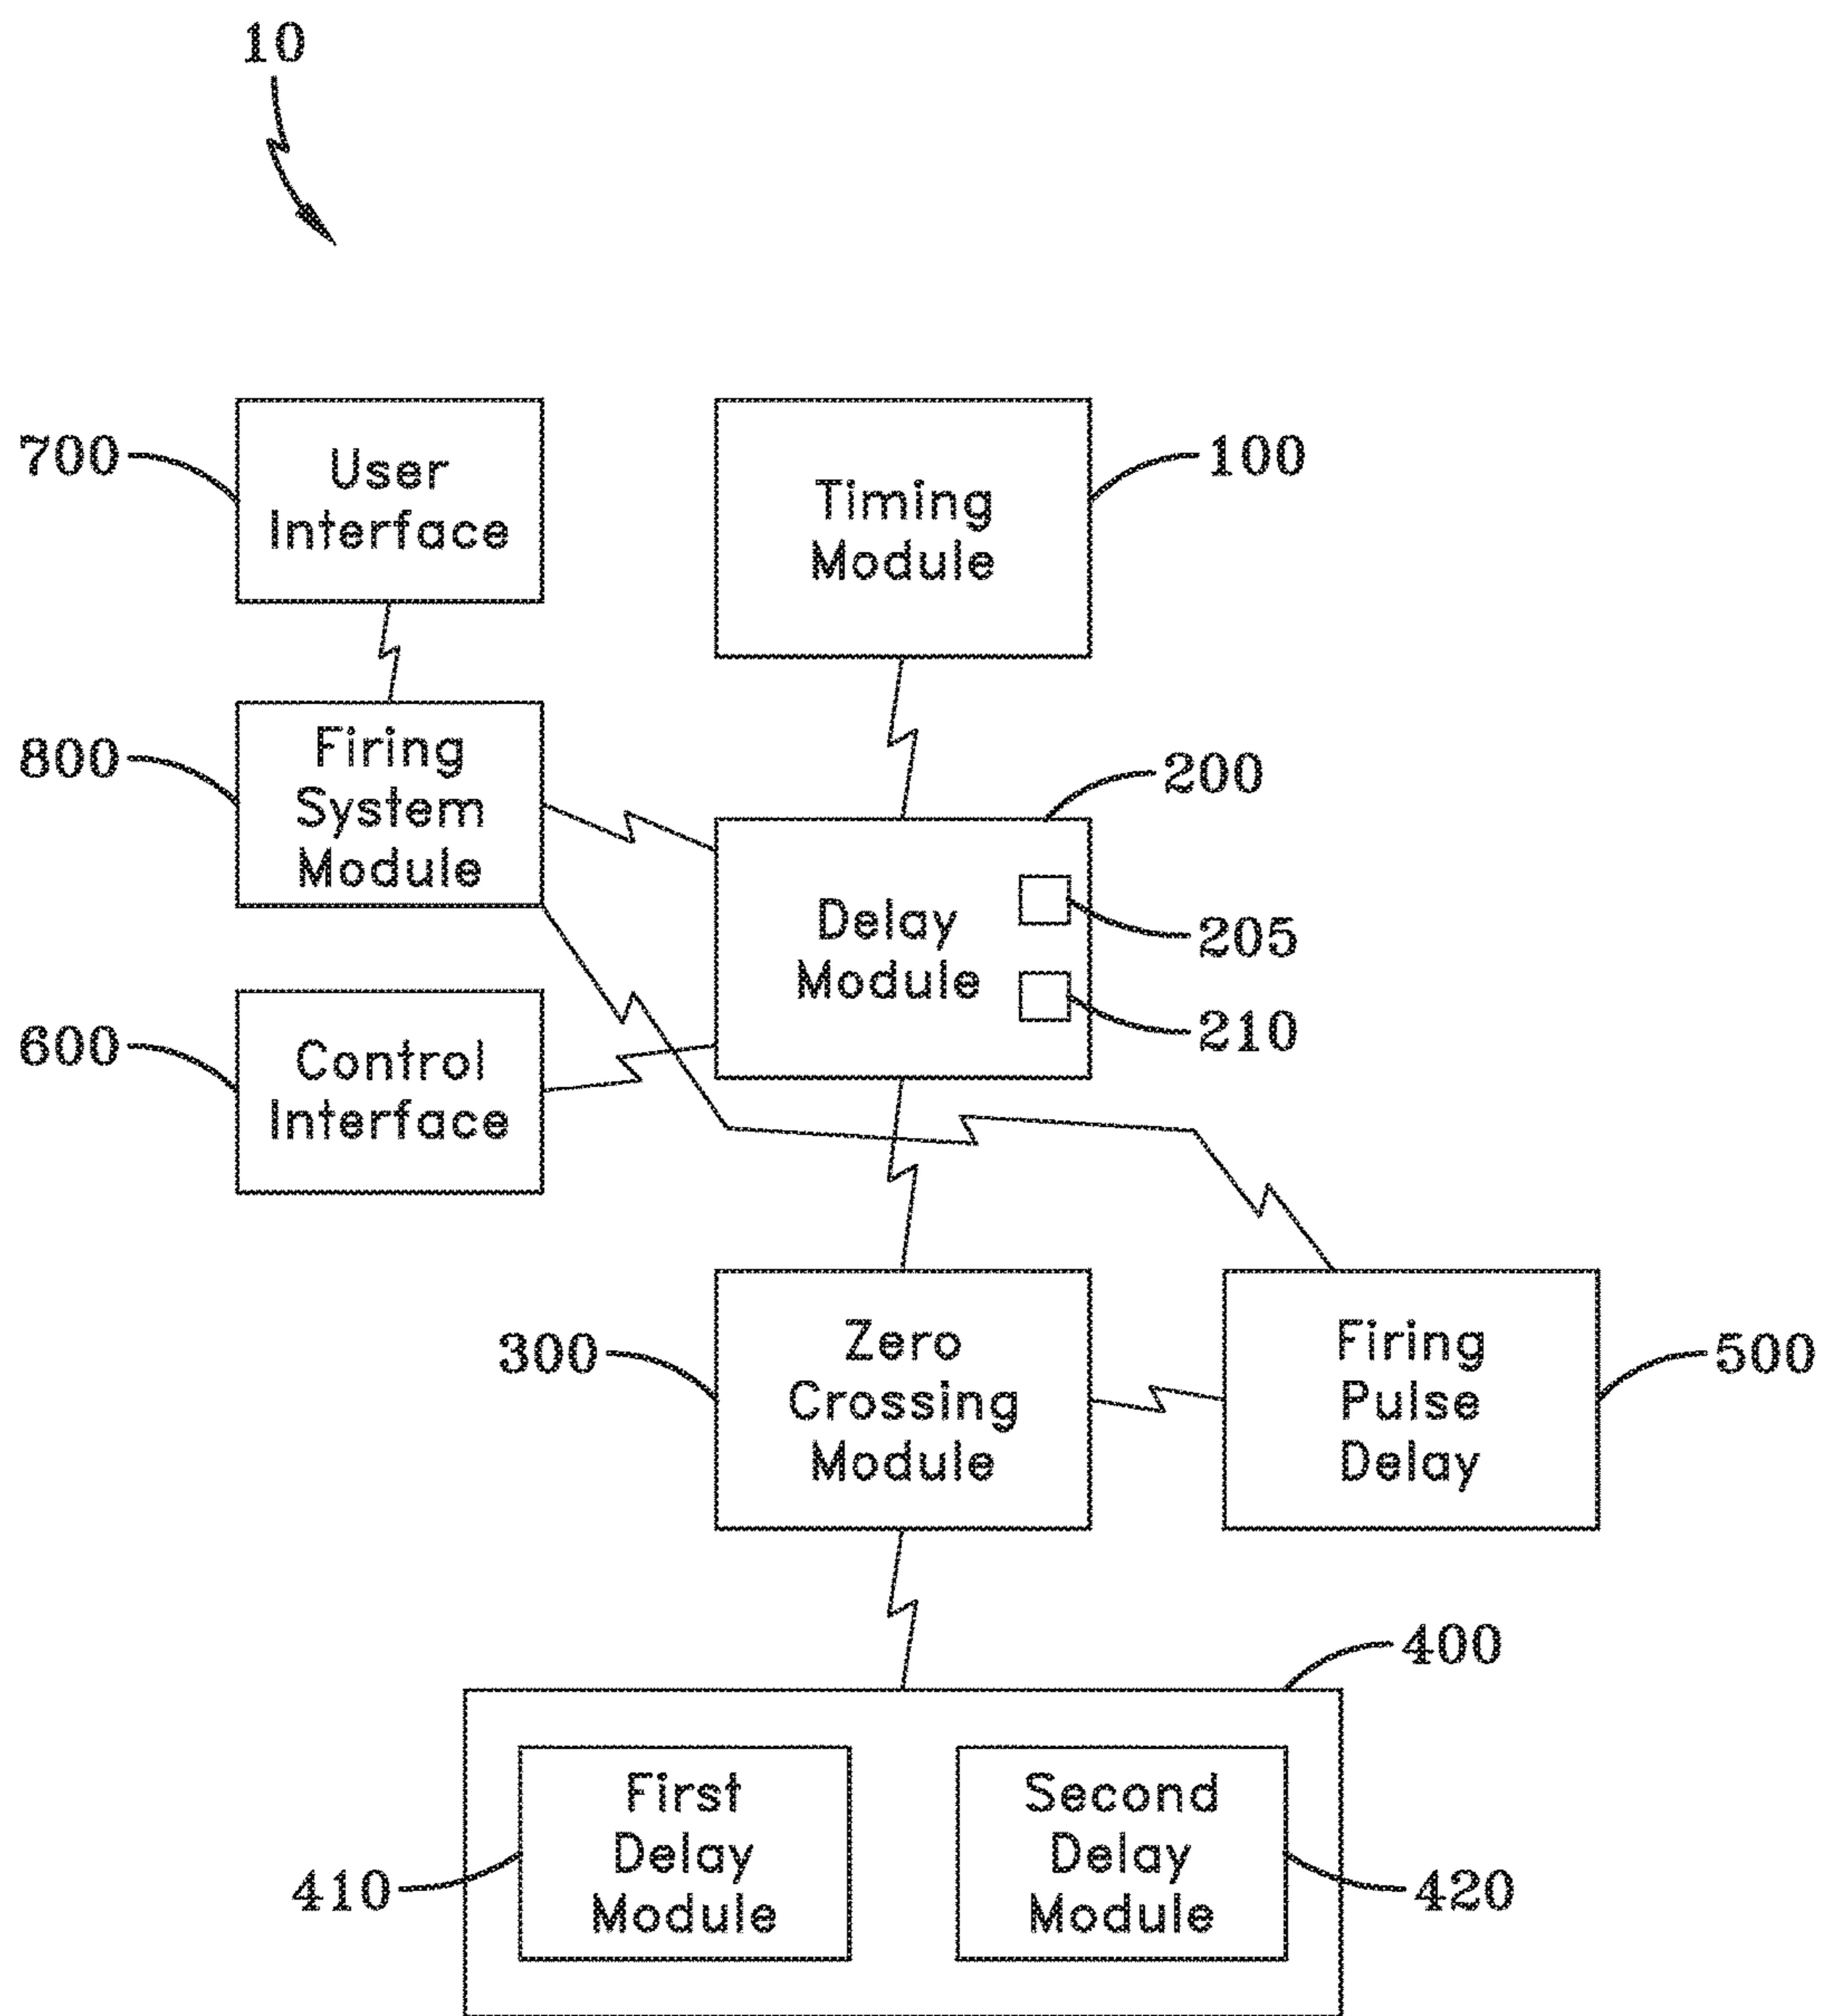 10
700
User
Interface
Timing
Module
100
800
Firing
System
Module
200
Delay
Module
205
210
600
Control
Interface
300
Zero
Crossing
Module
Firing
Pulse
Delay
500
400
410
First
Delay
Module
Second
Delay
Module
420